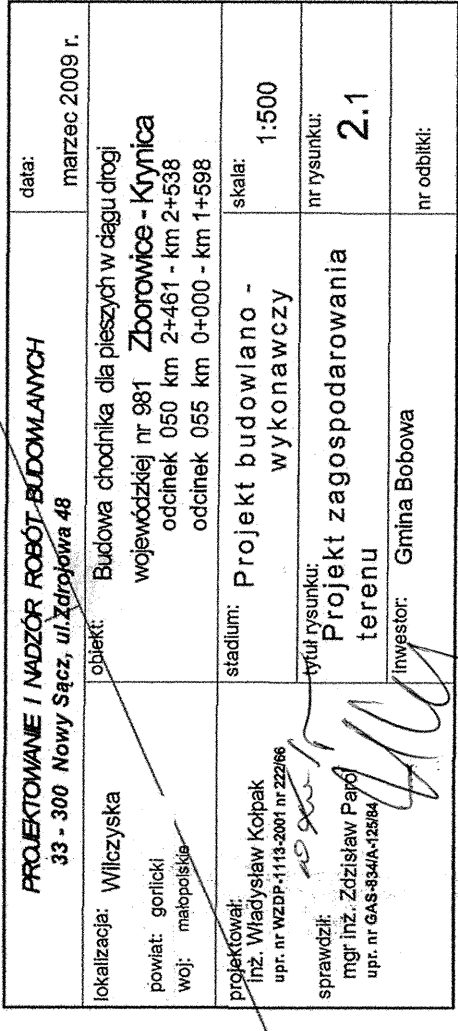 PROJEKTOWANIE I NADZÓR ROBÓT BUDOWLANYCH
33 - 300 Nowy Sącz, ul.Zdrojowa 48
data:
marzec 2009 r.
lokalizacja: Wilczyska
powiat: gorlicki
woj: małopolskie
obiekt: Budowa chodnika dla pieszych w ciągu drogi
wojewódzkiej nr 981 Zborowice - Krynica
odcinek 050 km 2+461 - km 2+538
odcinek 055 km 0+000 - km 1+598
projektował:
inż. Władysław Kołpak
upr. nr WZDP-1113-2001 nr 222/66
sprawdził:
mgr inż. Zdzisław Paroł
upr. nr GAS-834/A-125/84
stadium: Projekt budowlano -
wykonawczy
skala:
1:500
tytuł rysunku:
Projekt zagospodarowania
terenu
nr rysunku:
2.1
inwestor: Gmina Bobowa
nr odbitki: